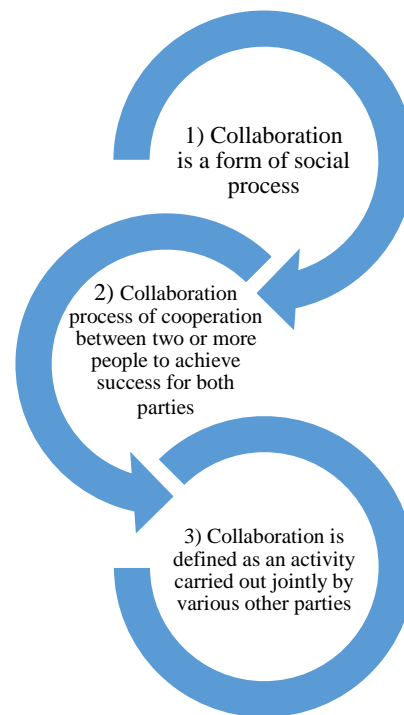 1) Collaboration
is a form of social
process
2) Collaboration
process of cooperation
between two or more
people to achieve
success for both
parties
3) Collaboration is
defined as an activity
carried out jointly by
various other parties